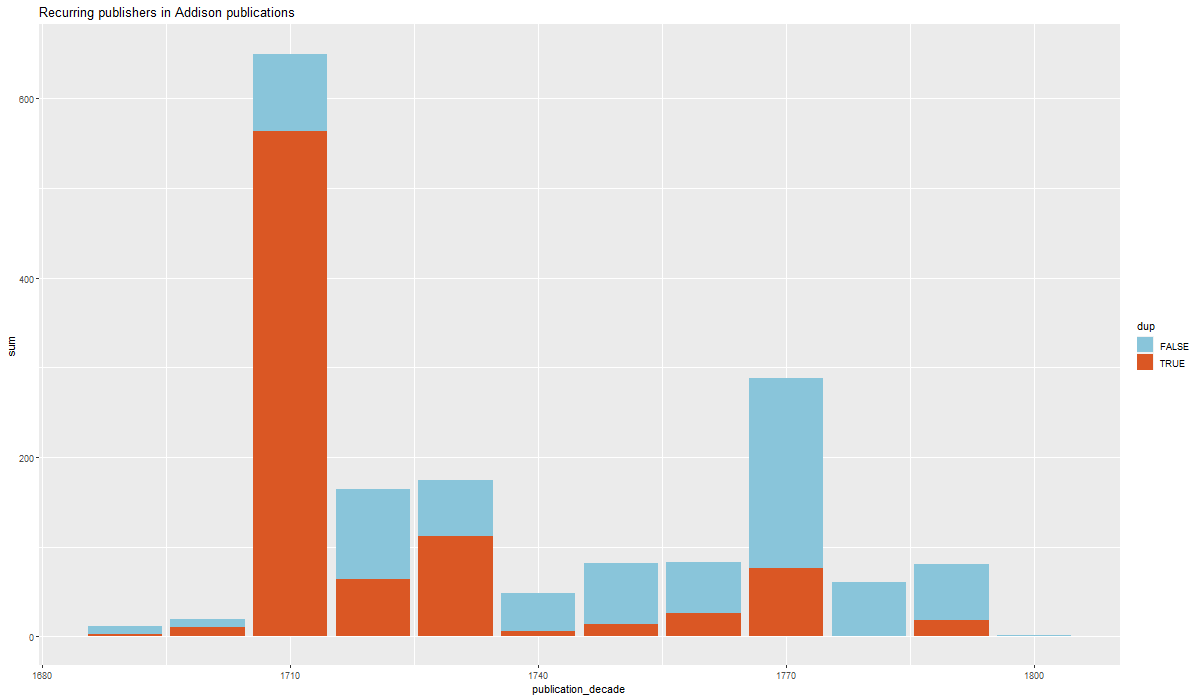 Recurring publishers in Addison publications
600
400
200
0
sum
1680
1710
1740
1770
1800
publication_decade
dup
FALSE
TRUE